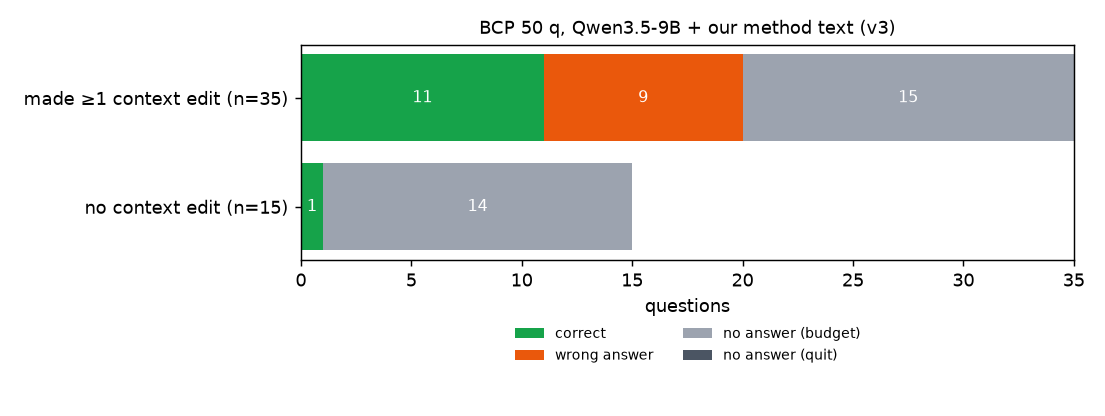 BCP 50 q, Qwen3.5-9B + our method text (v3)
made ≥1 context edit (n=35)
11 9 15
no context edit (n=15)
1 14
0 5 10 15 20 25 30 35
questions
correct no answer (budget)
wrong answer no answer (quit)